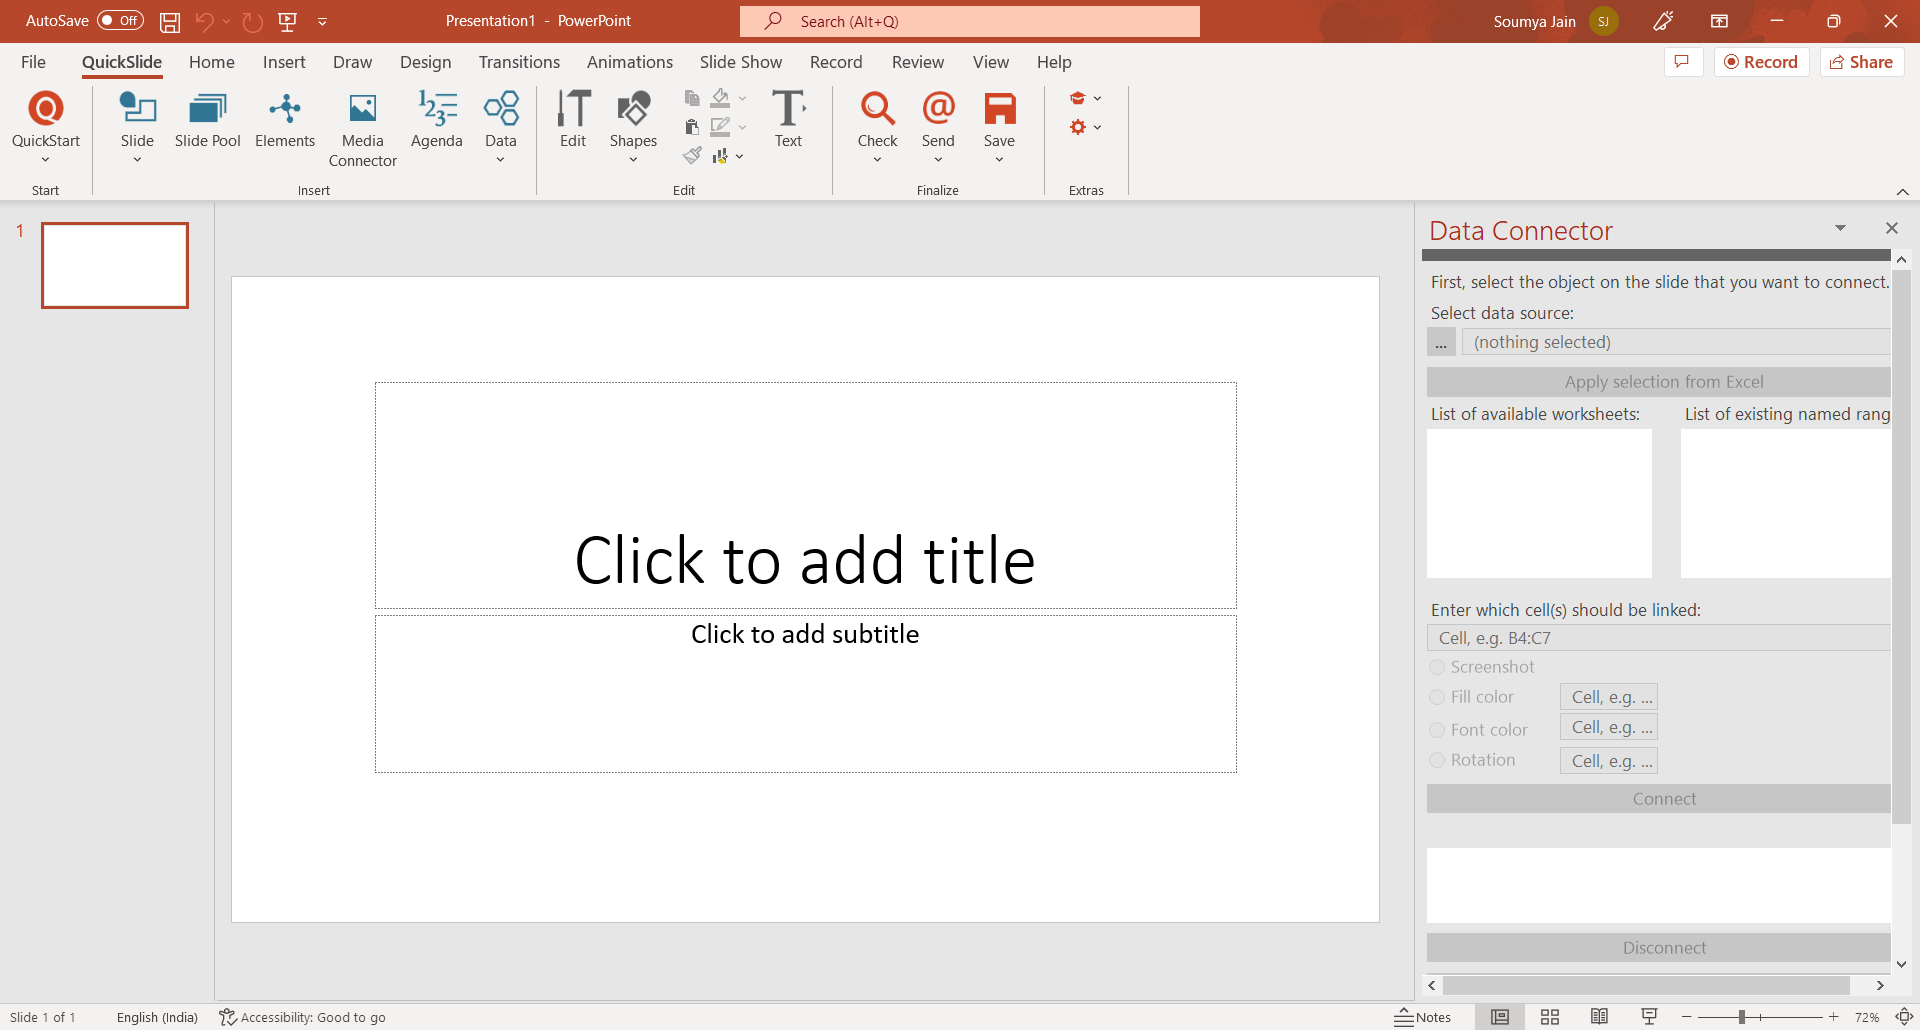 AutoSave Off Presentation1 - PowerPoint Search (Alt+Q) Soumya Jain SJ
File QuickSlide Home Insert Draw Design Transitions Animations Slide Show Record Review View Help Record Share
QuickStart Slide Slide Pool Elements Media Connector Agenda Data Edit Shapes Text Check Send Save
Start Insert Edit Finalize Extras
1
Click to add title
Click to add subtitle
Data Connector
First, select the object on the slide that you want to connect.
Select data source:
... (nothing selected)
Apply selection from Excel
List of available worksheets: List of existing named rang
Enter which cell(s) should be linked:
Cell, e.g. B4:C7
Screenshot
Fill color Cell, e.g. ...
Font color Cell, e.g. ...
Rotation Cell, e.g. ...
Connect
Disconnect
Slide 1 of 1 English (India) Accessibility: Good to go Notes 72%